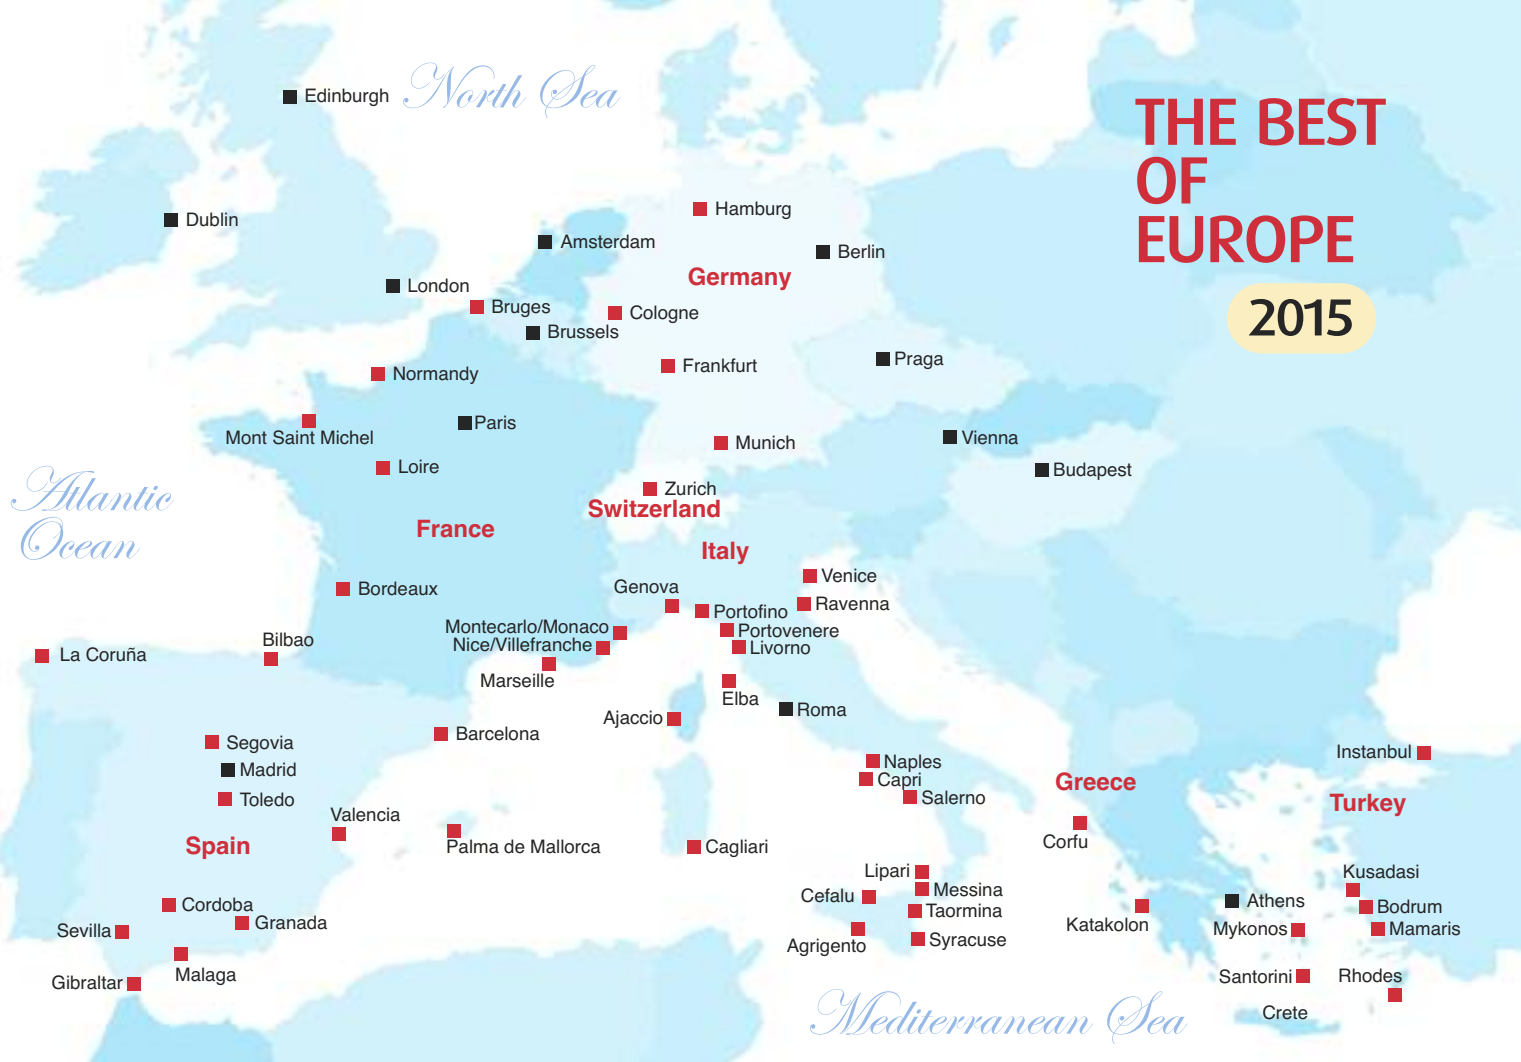 THE BEST
OF
EUROPE
2015
North Sea
Edinburgh
Dublin
Hamburg
Amsterdam
Berlin
Germany
London
Bruges
Cologne
Brussels
Praga
Frankfurt
Normandy
Paris
Mont Saint Michel
Munich
Vienna
Loire
Budapest
Zurich
Switzerland
Atlantic
Ocean
France
Italy
Venice
Genova
Bordeaux
Ravenna
Portofino
Montecarlo/Monaco
Portovenere
Nice/Villefranche
Livorno
Bilbao
La Coruña
Marseille
Elba
Roma
Ajaccio
Barcelona
Segovia
Instanbul
Naples
Madrid
Capri
Greece
Salerno
Toledo
Turkey
Valencia
Corfu
Spain
Palma de Mallorca
Cagliari
Lipari
Kusadasi
Messina
Cefalu
Athens
Cordoba
Bodrum
Taormina
Granada
Katakolon
Mykonos
Mamaris
Sevilla
Syracuse
Agrigento
Malaga
Santorini
Rhodes
Gibraltar
Crete
Mediterranean Sea